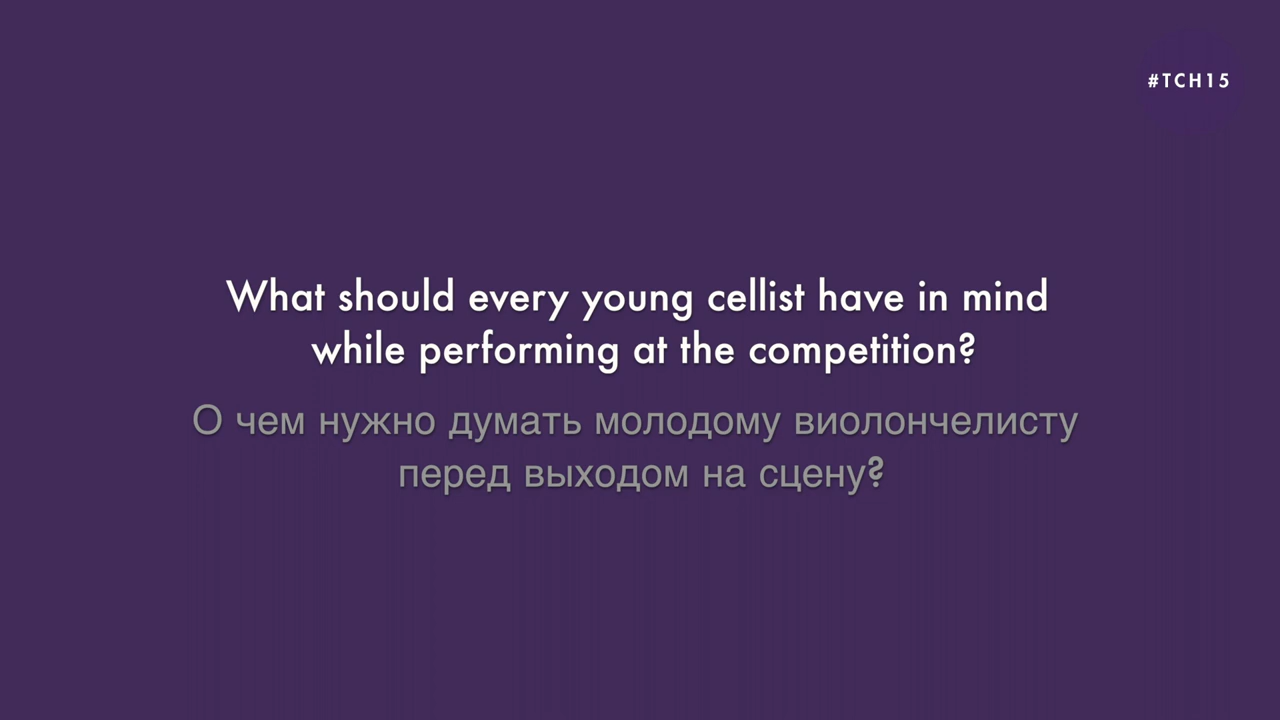 #TCH15
What should every young cellist have in mind
while performing at the competition?
О чем нужно думать молодому виолончелисту
перед выходом на сцену?